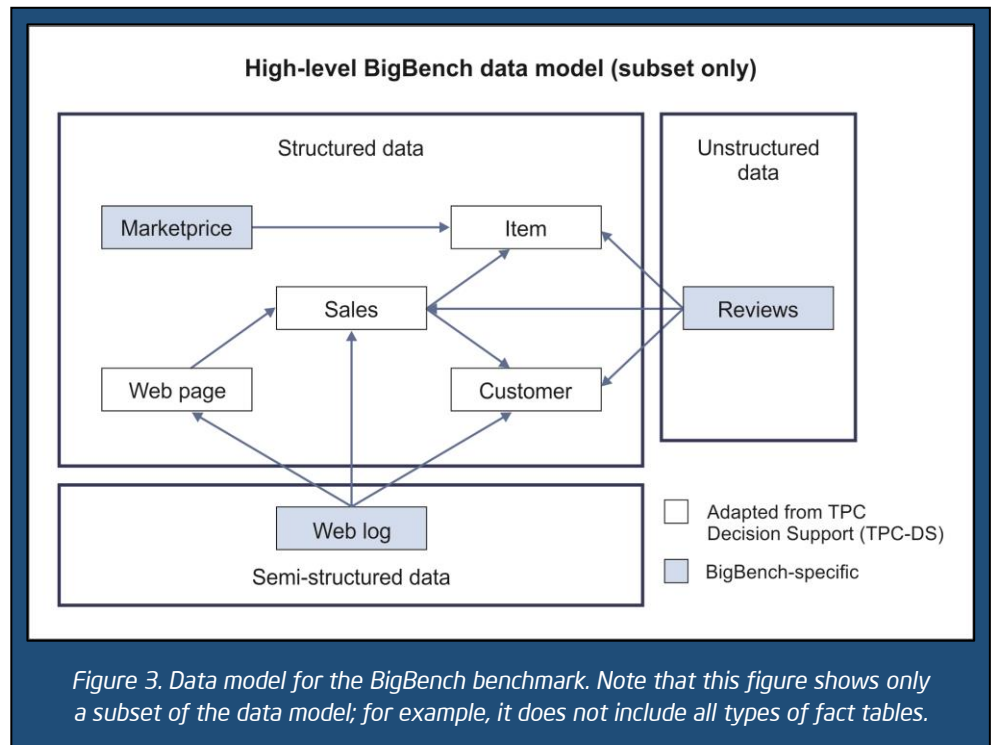 High-level BigBench data model (subset only)
Structured data
Unstructured
data
Marketprice
Item
Sales
Reviews
Web page
Customer
Web log
Semi-structured data
Adapted from TPC
Decision Support (TPC-DS)
BigBench-specific
Figure 3. Data model for the BigBench benchmark. Note that this figure shows only
a subset of the data model; for example, it does not include all types of fact tables.